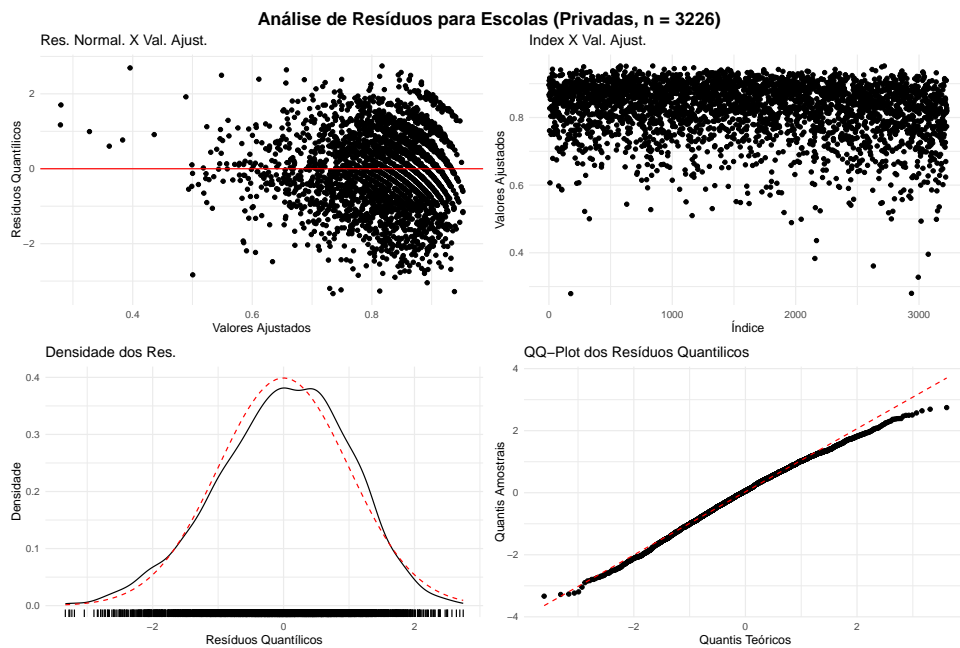 Análise de Resíduos para Escolas (Privadas, n = 3226)
Res. Normal. X Val. Ajust.
Resíduos Quantílicos
2
0
−2
0.4
0.6
0.8
Valores Ajustados
Index X Val. Ajust.
Valores Ajustados
0.8
0.6
0.4
0
1000
2000
3000
Índice
Densidade dos Res.
Densidade
0.4
0.3
0.2
0.1
0.0
−2
0
2
Resíduos Quantílicos
QQ−Plot dos Resíduos Quantilicos
Quantis Amostrais
4
2
0
−2
−4
−2
0
2
Quantis Teóricos